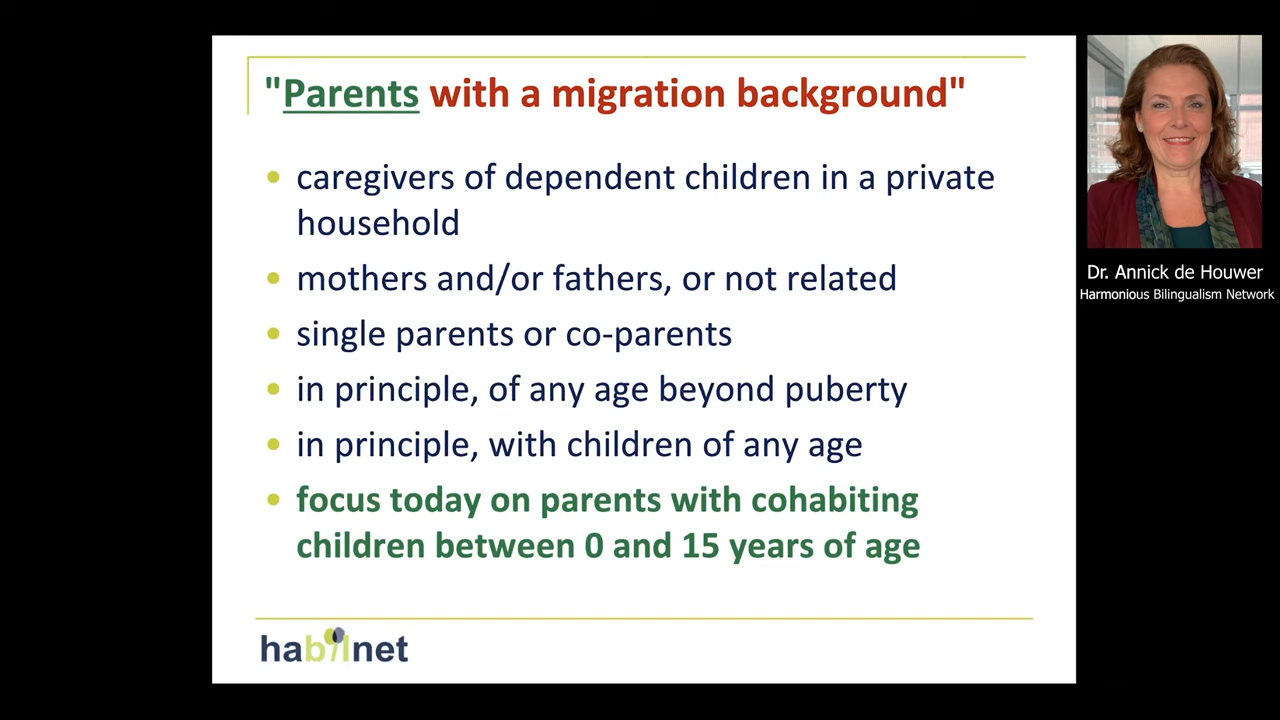 "Parents with a migration background"
• caregivers of dependent children in a private
household
• mothers and/or fathers, or not related
• single parents or co-parents
• in principle, of any age beyond puberty
• in principle, with children of any age
• focus today on parents with cohabiting
children between 0 and 15 years of age
habilnet
Dr. Annick de Houwer
Harmonious Bilingualism Network